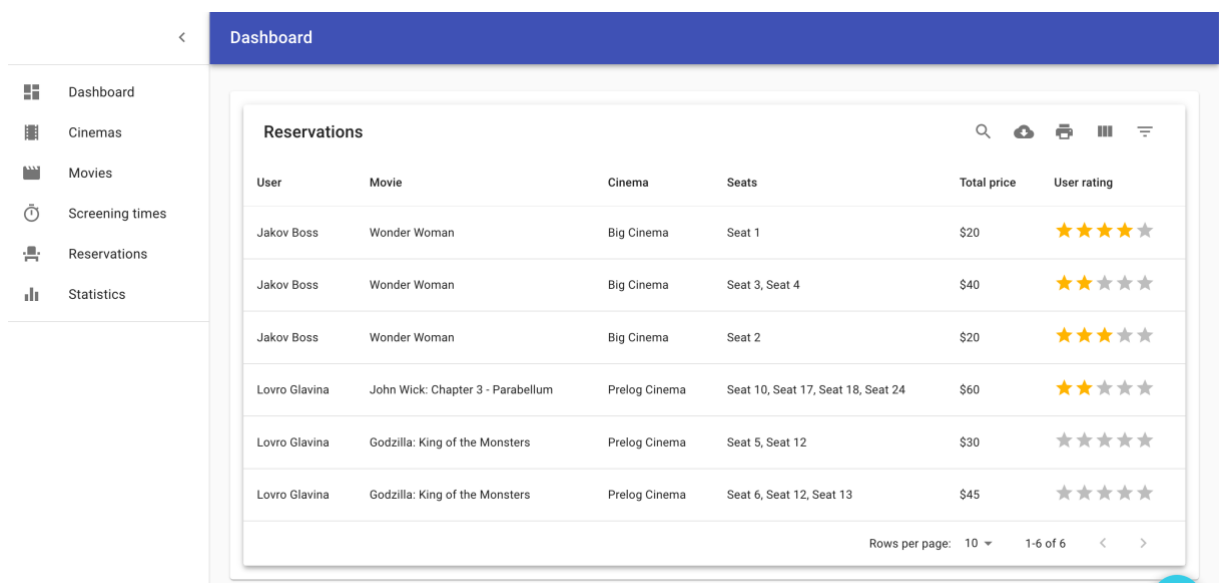 Dashboard
Dashboard
Cinemas
Movies
Screening times
Reservations
Statistics
Reservations
User Movie Cinema Seats Total price User rating
Jakov Boss Wonder Woman Big Cinema Seat 1 $20
Jakov Boss Wonder Woman Big Cinema Seat 3, Seat 4 $40
Jakov Boss Wonder Woman Big Cinema Seat 2 $20
Lovro Glavina John Wick: Chapter 3 - Parabellum Prelog Cinema Seat 10, Seat 17, Seat 18, Seat 24 $60
Lovro Glavina Godzilla: King of the Monsters Prelog Cinema Seat 5, Seat 12 $30
Lovro Glavina Godzilla: King of the Monsters Prelog Cinema Seat 6, Seat 12, Seat 13 $45
Rows per page: 10 1-6 of 6